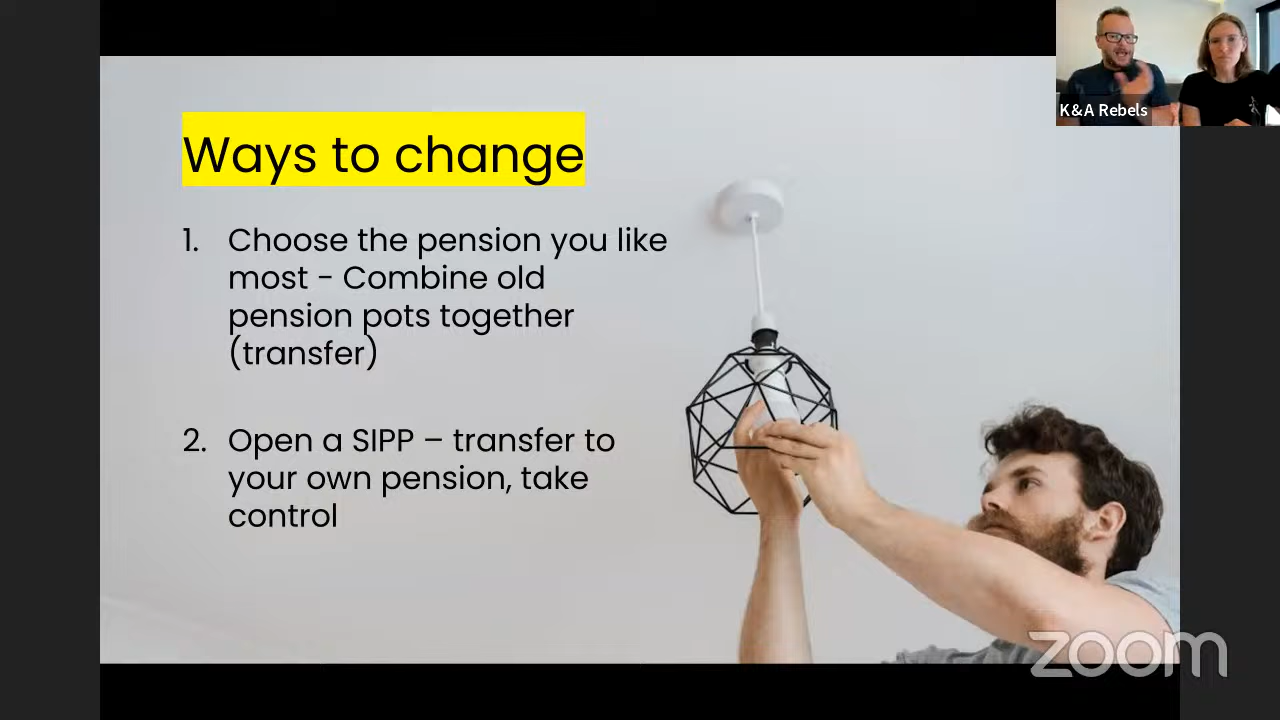 K&A Rebels
Ways to change
1. Choose the pension you like
most - Combine old
pension pots together
(transfer)
2. Open a SIPP – transfer to
your own pension, take
control
zoom